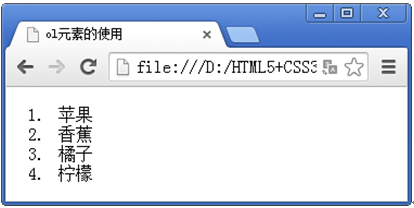 ol元素的使用
file:///D:/HTML5+CSS3
1. 苹果
2. 香蕉
3. 橘子
4. 柠檬